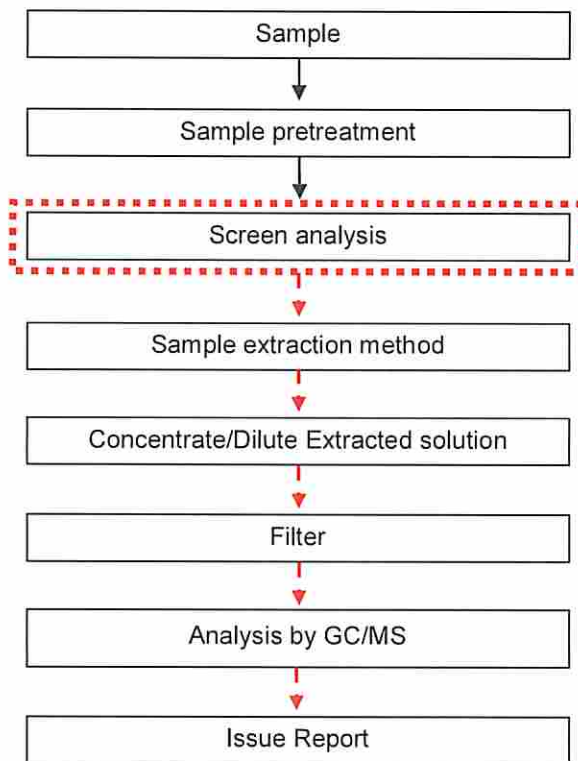 Sample
Sample pretreatment
Screen analysis
Sample extraction method
Concentrate/Dilute Extracted solution
Filter
Analysis by GC/MS
Issue Report